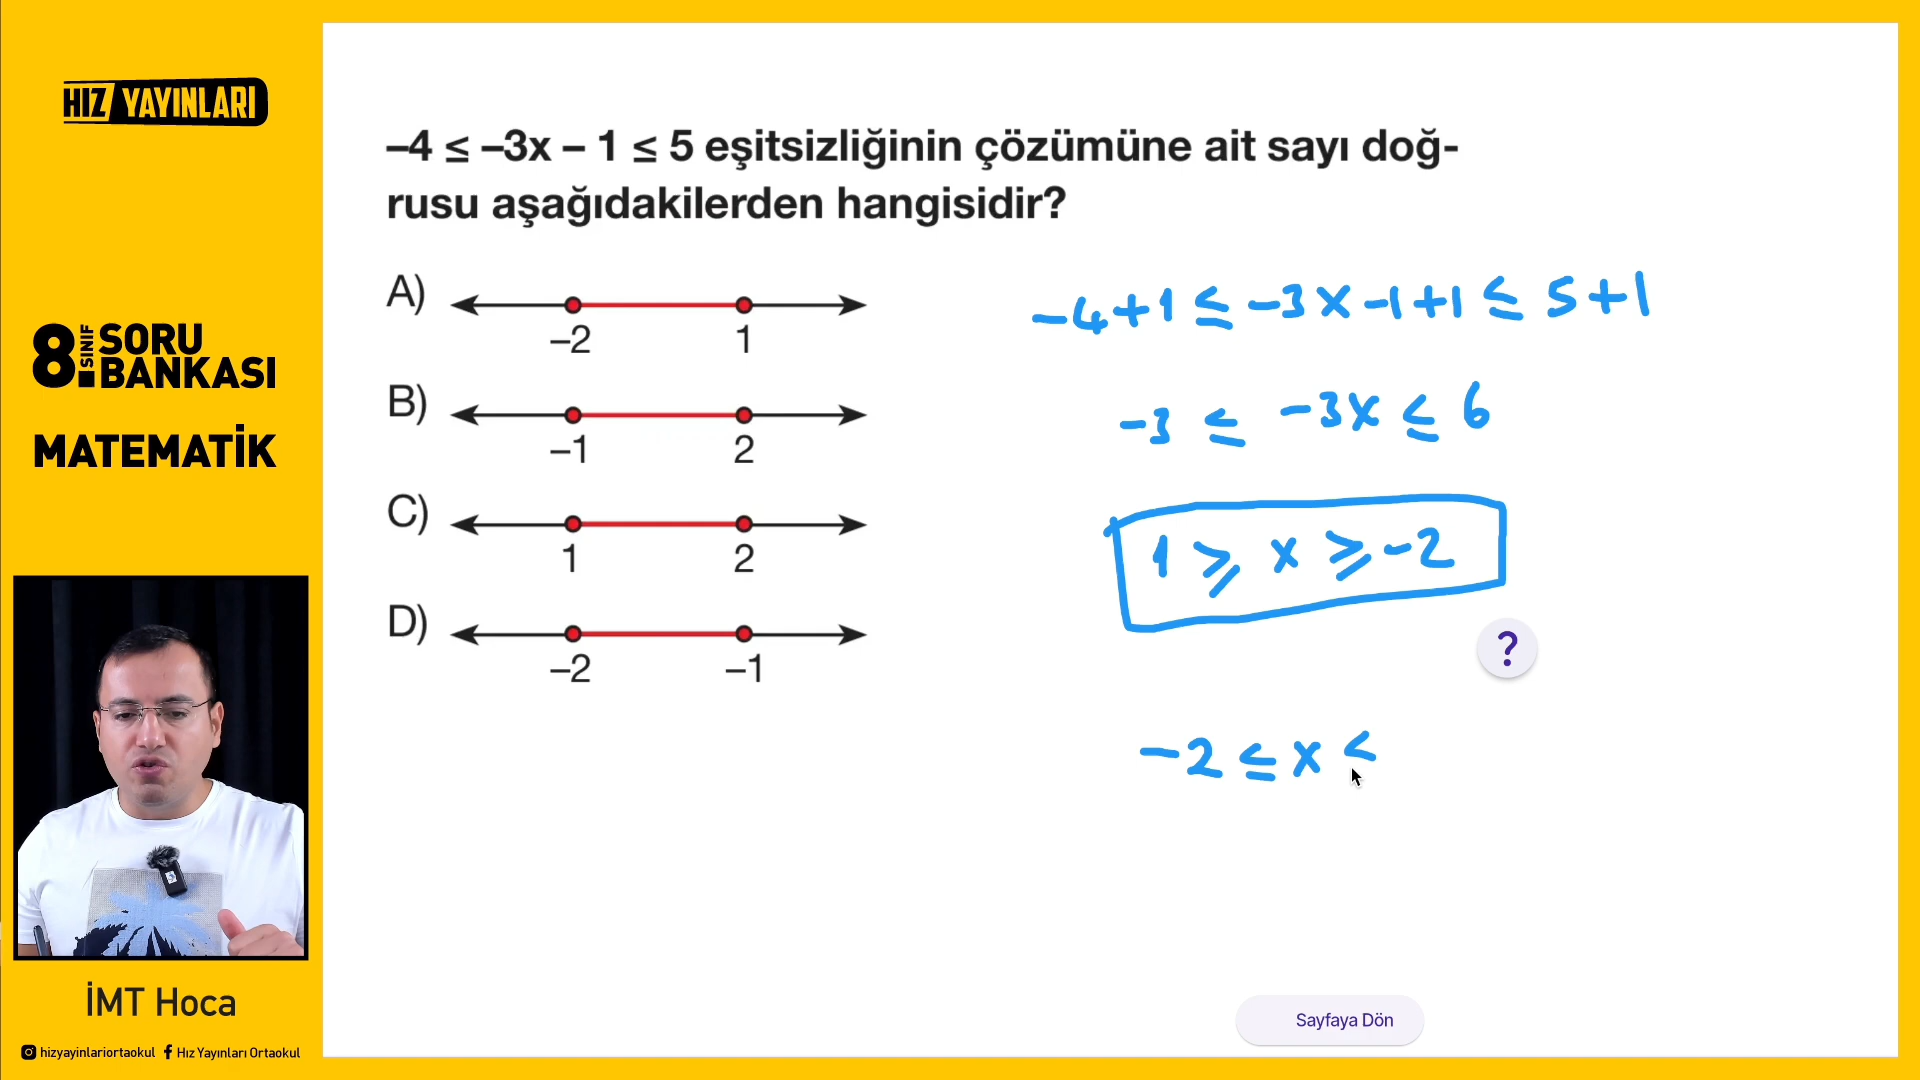 HIZ YAYINLARI
8. SINIF SORU BANKASI
MATEMATİK
–4 ≤ –3x – 1 ≤ 5 eşitsizliğinin çözümüne ait sayı doğ-
rusu aşağıdakilerden hangisidir?
A)
–2 1
B)
–1 2
C)
1 2
D)
–2 –1
-4+1 ≤ -3x-1+1 ≤ 5+1
-3 ≤ -3x ≤ 6
1 ≥ x ≥ -2
?
-2 ≤ x <
İMT Hoca
hizyayinlariortaokul Hız Yayınları Ortaokul
Sayfaya Dön